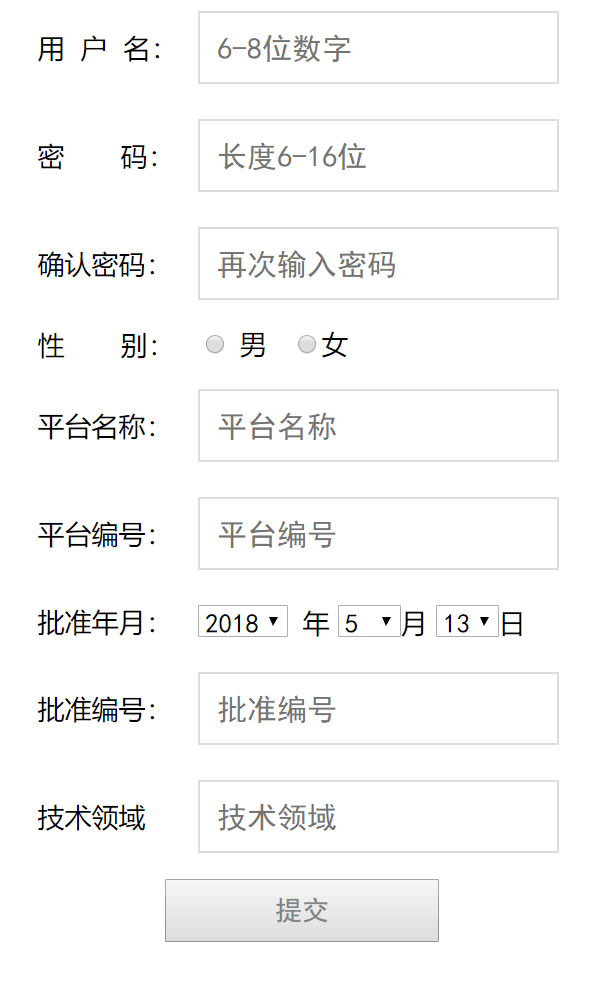 用 户 名： 6-8位数字
密 码： 长度6-16位
确认密码： 再次输入密码
性 别： 男 女
平台名称： 平台名称
平台编号： 平台编号
批准年月： 2018 年 5 月 13 日
批准编号： 批准编号
技术领域 技术领域
提交